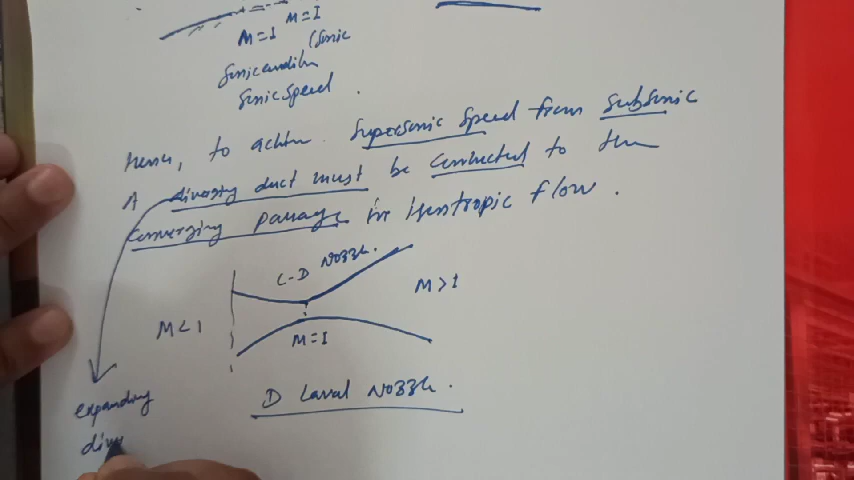 M=1 M=1
(Sonic
Sonic condition
Sonic Speed.
Hence, to achieve Supersonic Speed from Subsonic
A diverging duct must be connected to the
converging passage in Isentropic flow.
C-D Nozzle.
M>1
M<1
M=1
D Laval Nozzle.
expanding